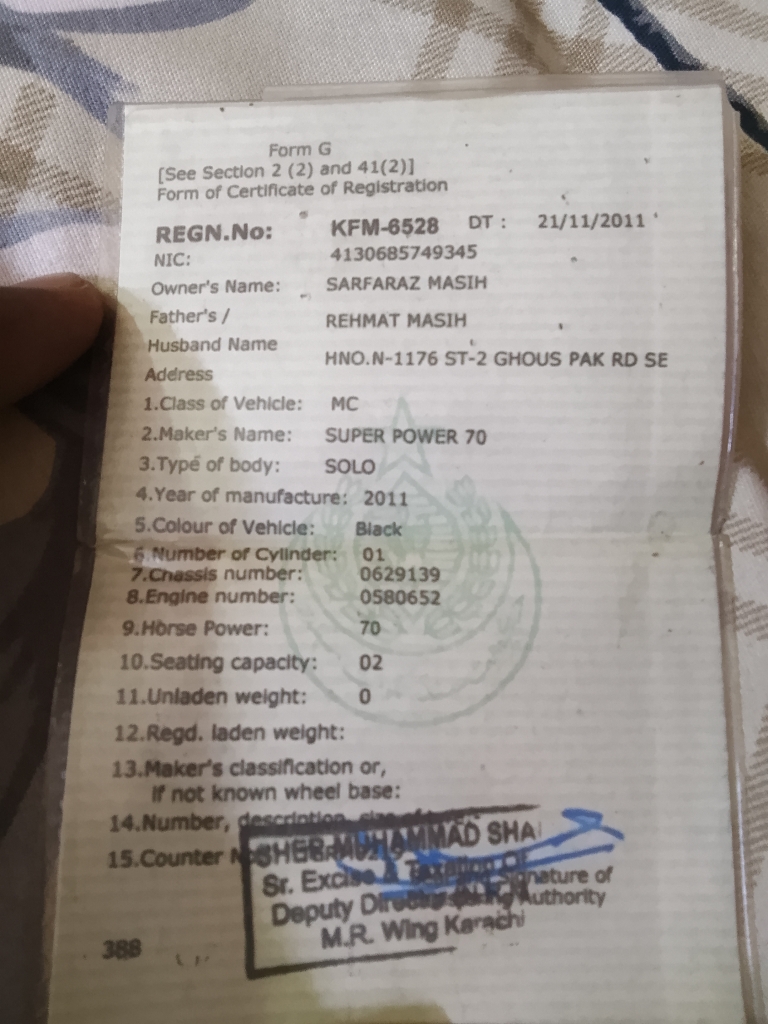 Form G
[See Section 2 (2) and 41(2)]
Form of Certificate of Registration
REGN.No: KFM-6528 DT : 21/11/2011
NIC: 4130685749345
Owner's Name: SARFARAZ MASIH
Father's / REHMAT MASIH
Husband Name
Address HNO.N-1176 ST-2 GHOUS PAK RD SE
1.Class of Vehicle: MC
2.Maker's Name: SUPER POWER 70
3.Type of body: SOLO
4.Year of manufacture: 2011
5.Colour of Vehicle: Black
6.Number of Cylinder: 01
7.Chassis number: 0629139
8.Engine number: 0580652
9.Horse Power: 70
10.Seating capacity: 02
11.Unladen weight: 0
12.Regd. laden weight:
13.Maker's classification or,
if not known wheel base:
14.Number, description,
15.Counter
SHER MUHAMMAD SHA
Sr. Excise & Taxation Of
Signature of
Deputy Director
Authority
M.R. Wing Karachi
388